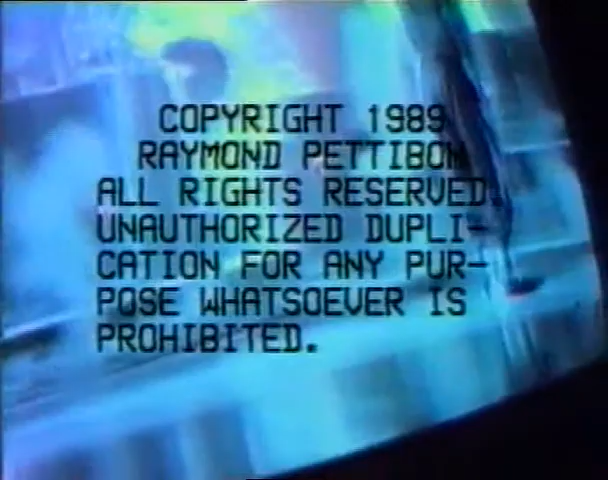 COPYRIGHT 1989
RAYMOND PETTIBON
ALL RIGHTS RESERVED.
UNAUTHORIZED DUPLI-
CATION FOR ANY PUR-
POSE WHATSOEVER IS
PROHIBITED.